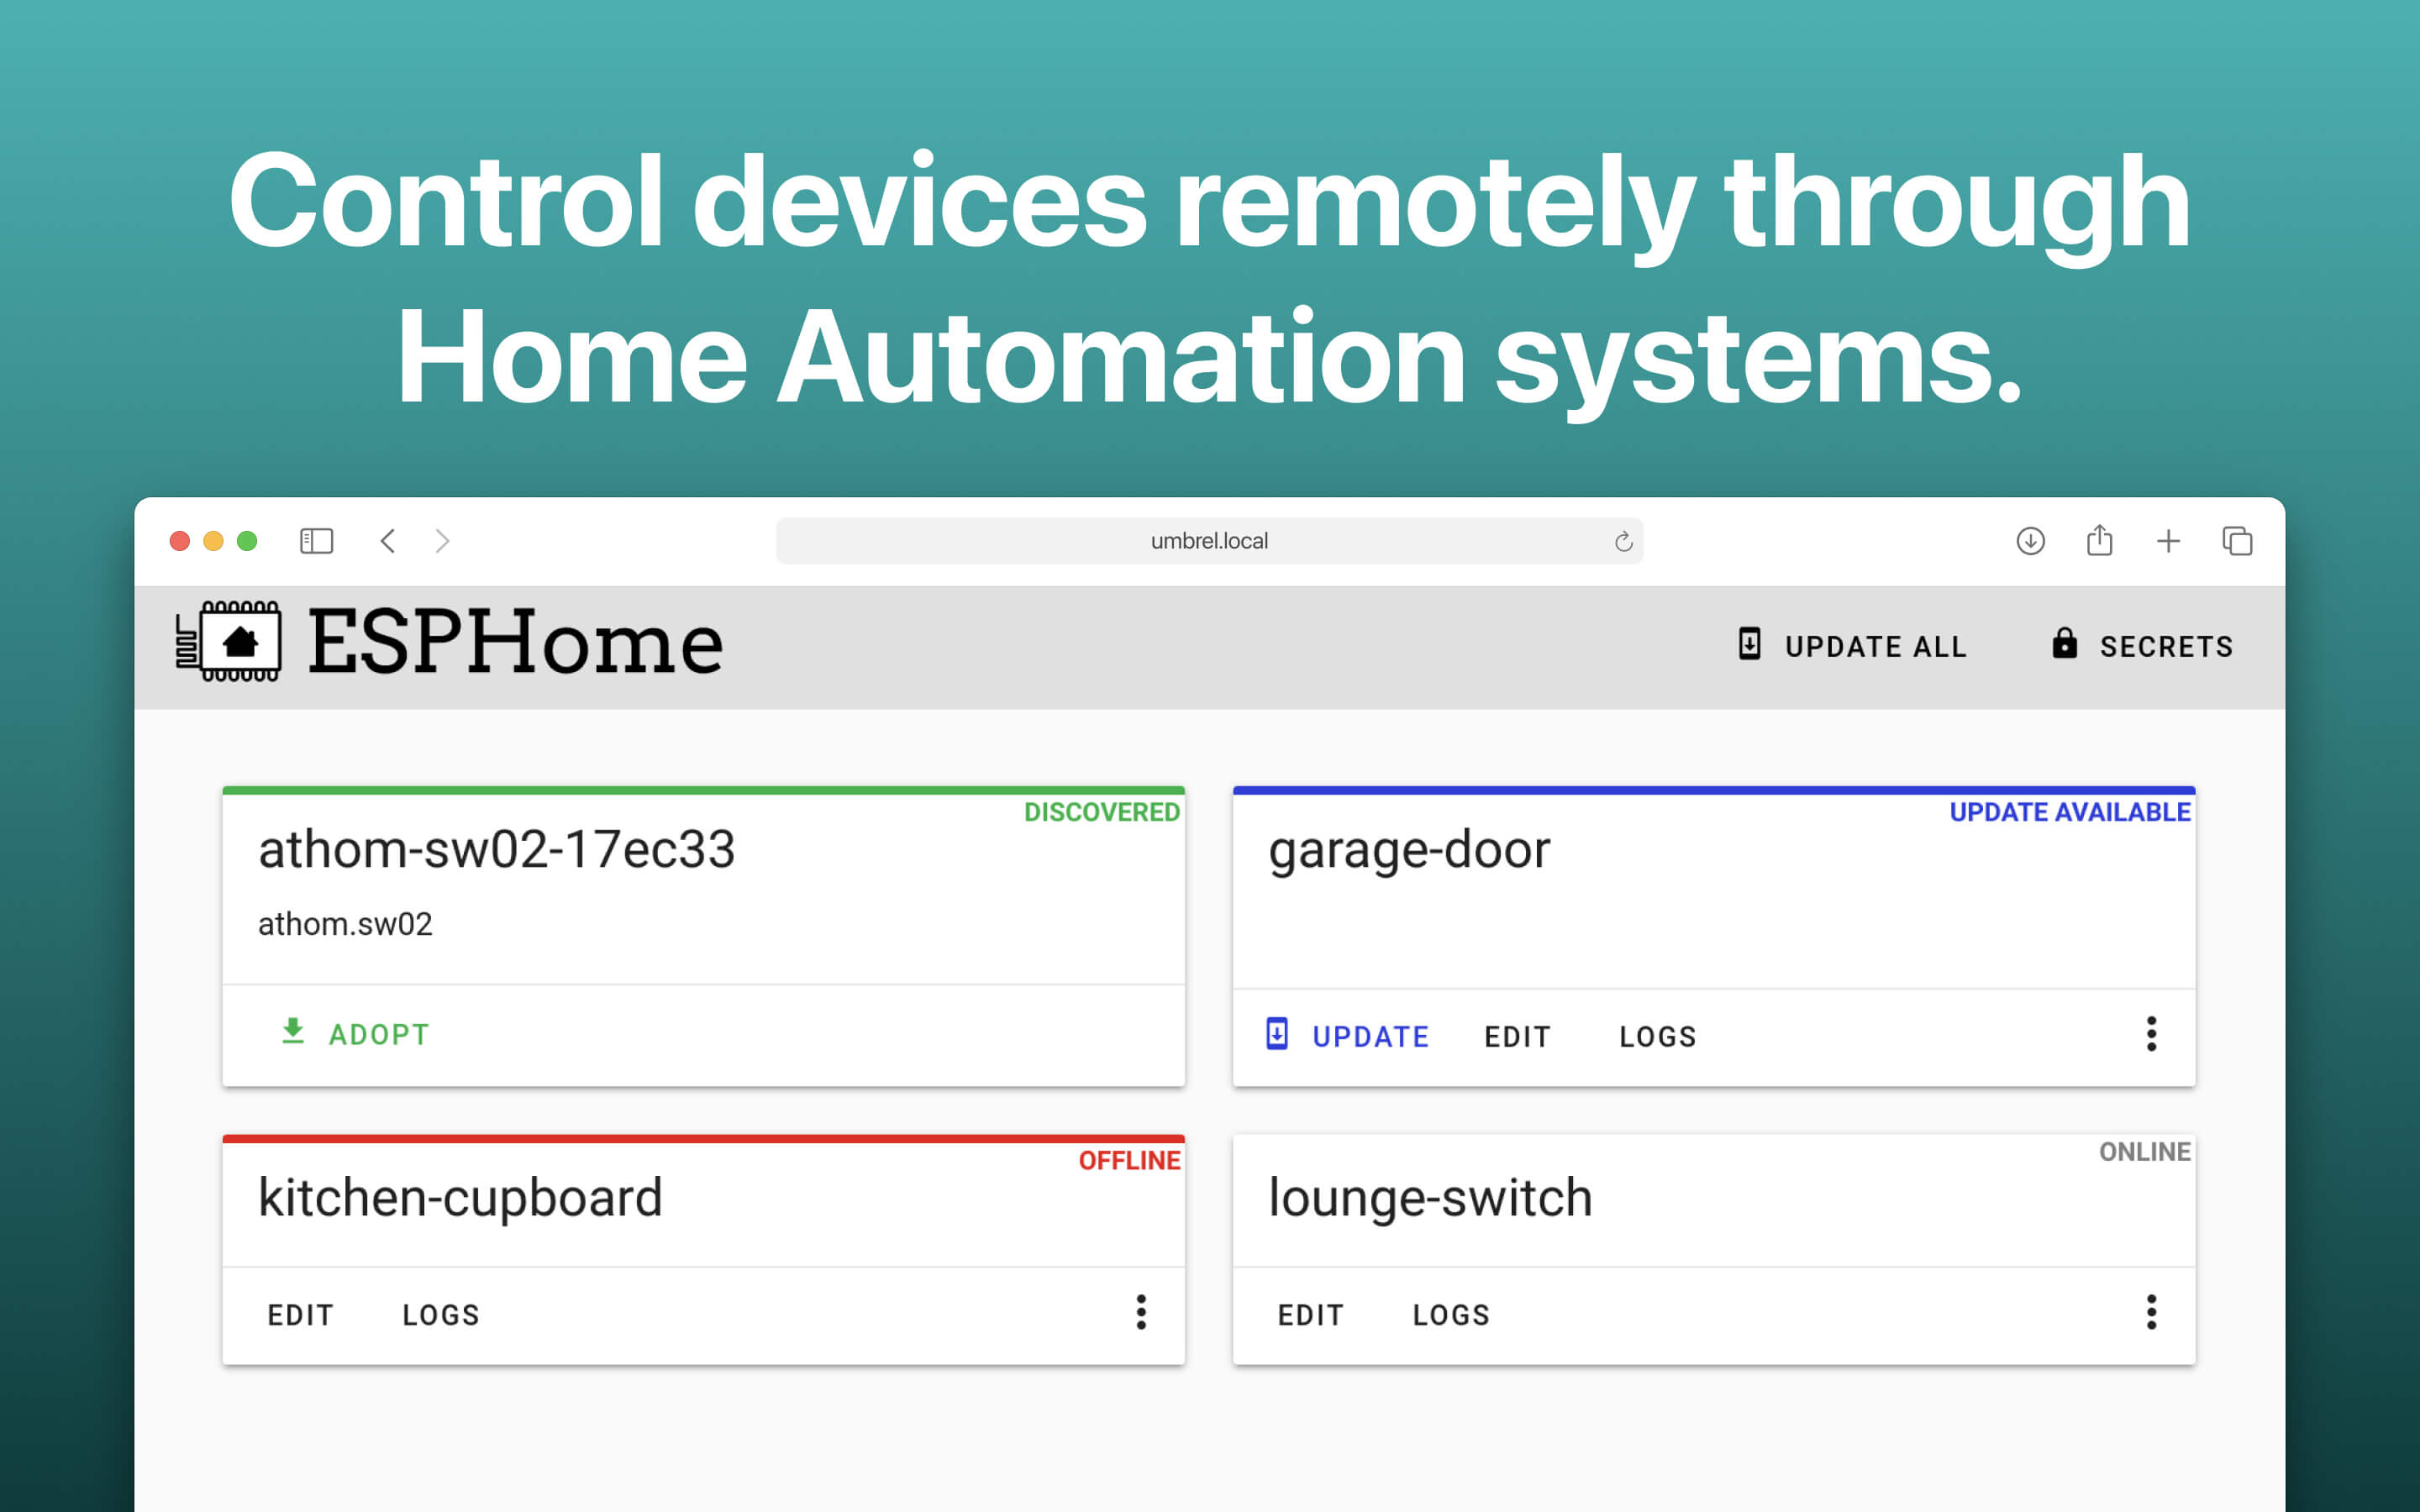 Control devices remotely through
Home Automation systems.
umbrel.local
ESPHome
UPDATE ALL
SECRETS
DISCOVERED
athom-sw02-17ec33
athom.sw02
ADOPT
UPDATE AVAILABLE
garage-door
UPDATE EDIT LOGS
OFFLINE
kitchen-cupboard
EDIT LOGS
ONLINE
lounge-switch
EDIT LOGS